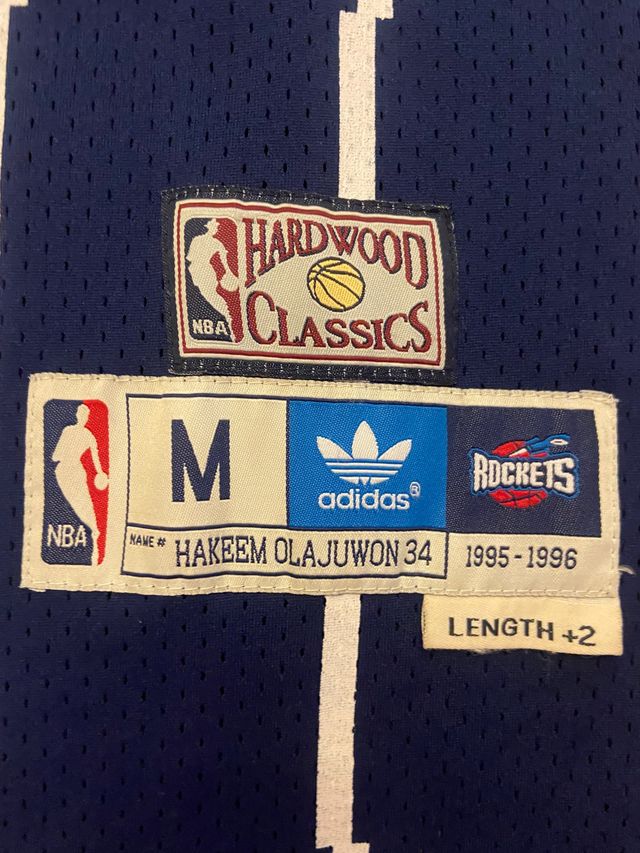 HARDWOOD
NBA
CLASSICS
M
adidas®
ROCKETS
NBA
NAME # HAKEEM OLAJUWON 34
1995-1996
LENGTH +2